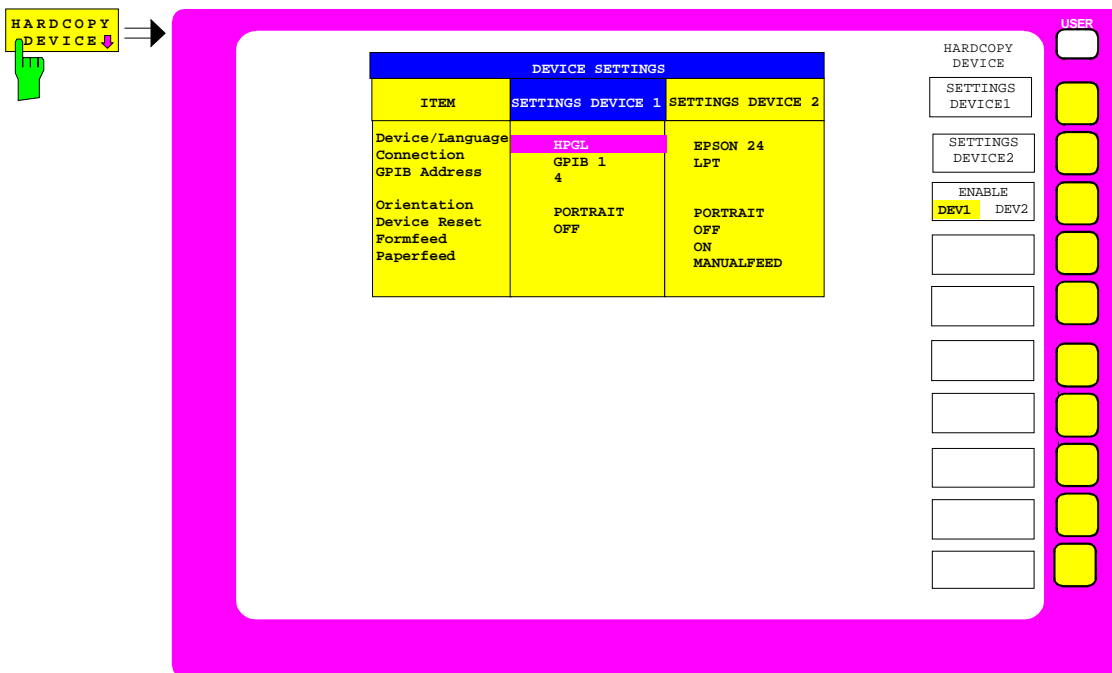 HARDCOPY
DEVICE
USER
HARDCOPY
DEVICE
SETTINGS
DEVICE1
SETTINGS
DEVICE2
ENABLE
DEV1 DEV2
DEVICE SETTINGS
ITEM SETTINGS DEVICE 1 SETTINGS DEVICE 2
Device/Language HPGL EPSON 24
Connection GPIB 1 LPT
GPIB Address 4
Orientation PORTRAIT PORTRAIT
Device Reset OFF OFF
Formfeed ON
Paperfeed MANUALFEED